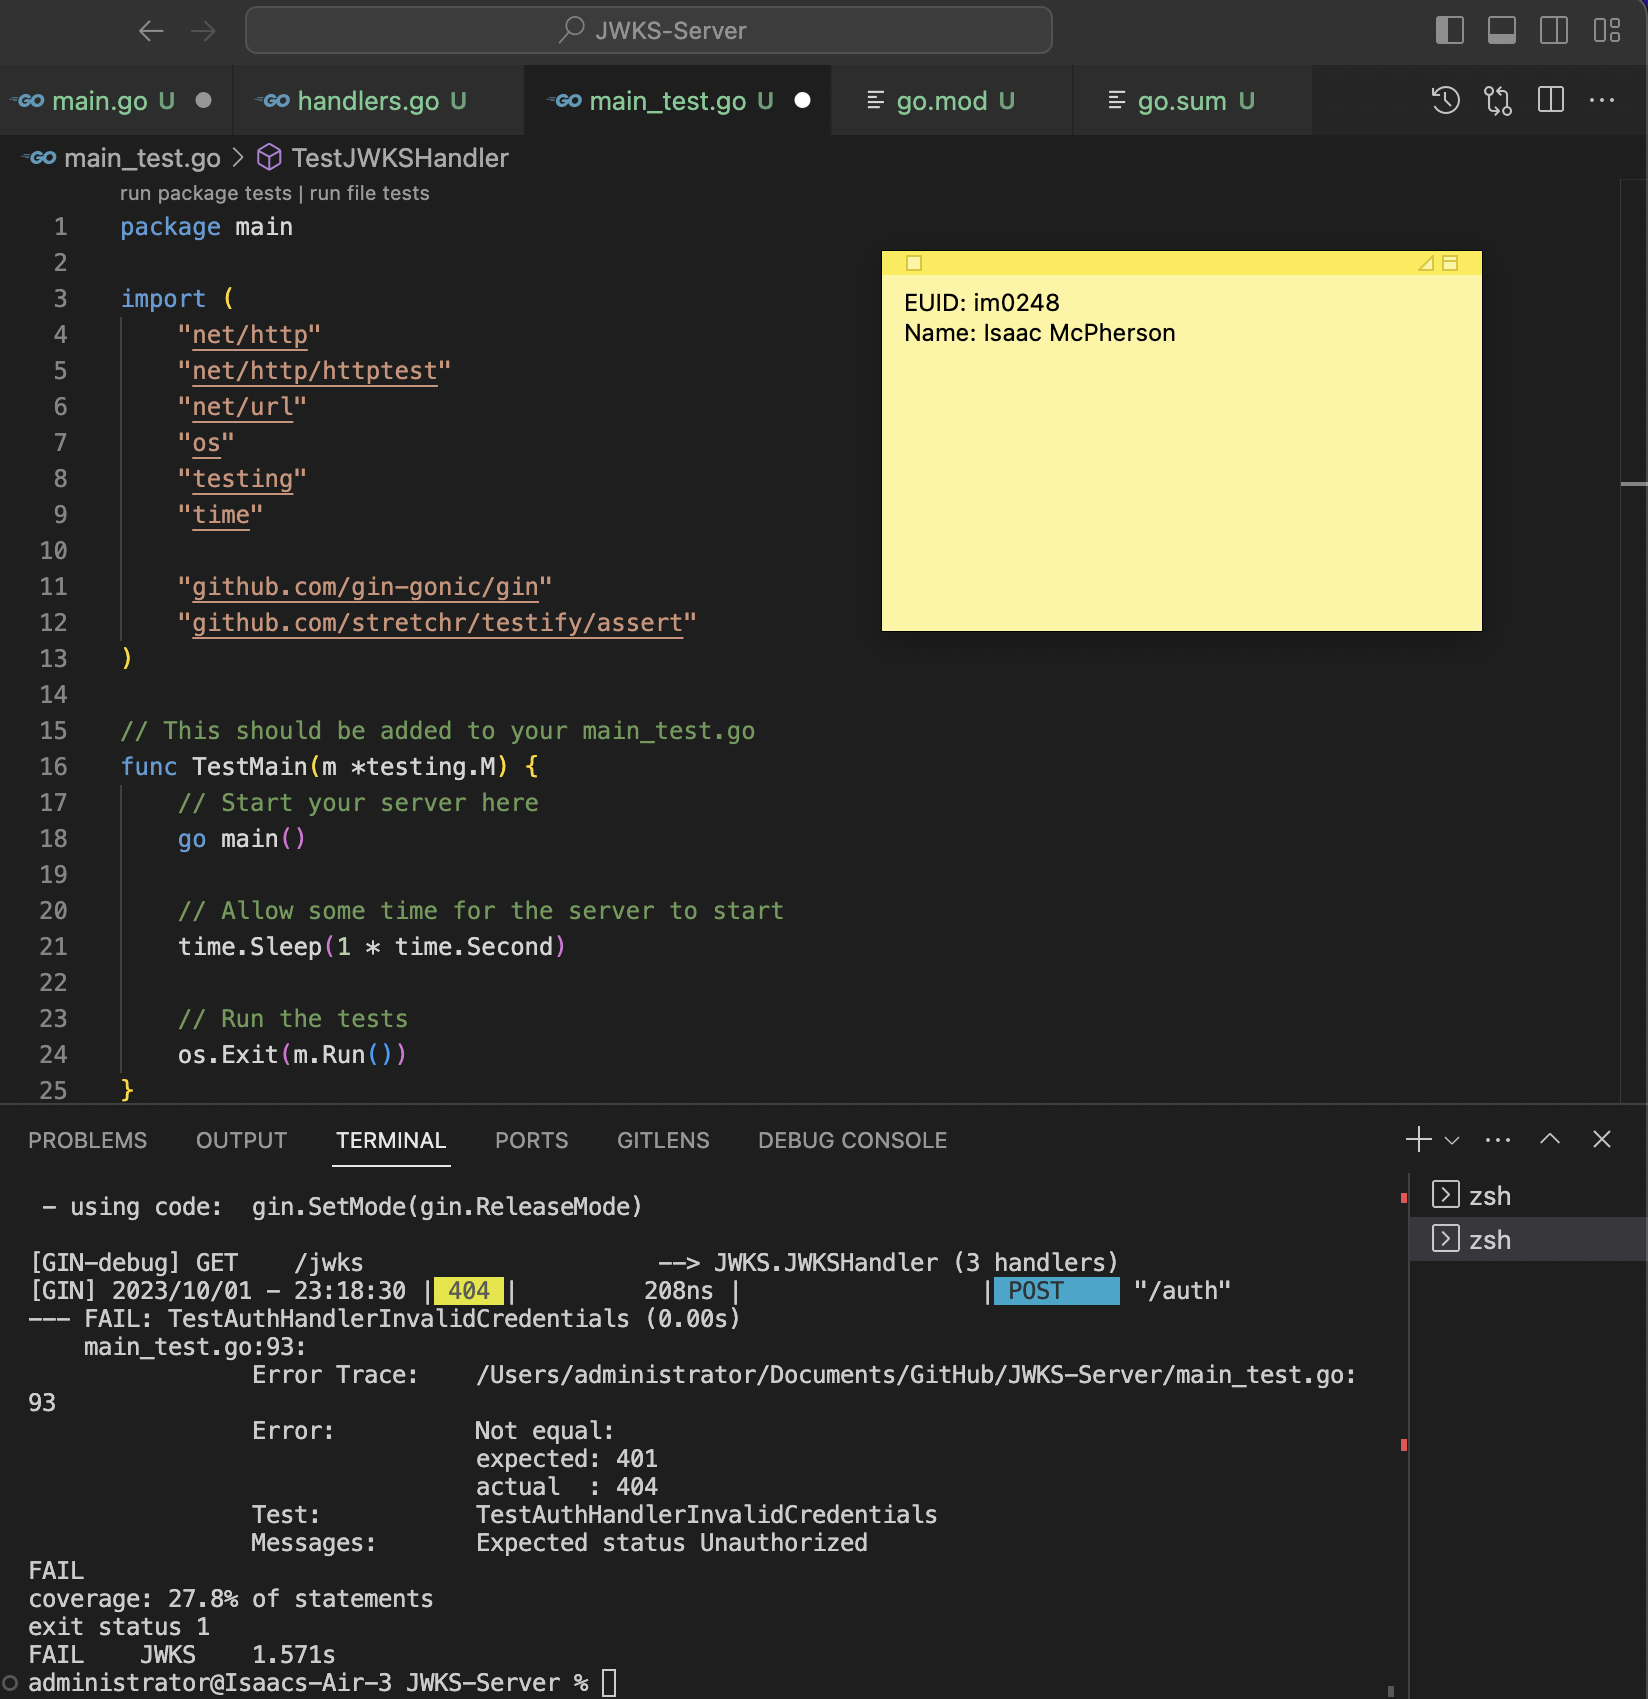 JWKS-Server
main.go U
handlers.go U
main_test.go U
go.mod U
go.sum U
main_test.go > TestJWKSHandler
run package tests | run file tests
1 package main
2
3 import (
4 "net/http"
5 "net/http/httptest"
6 "net/url"
7 "os"
8 "testing"
9 "time"
10
11 "github.com/gin-gonic/gin"
12 "github.com/stretchr/testify/assert"
13 )
14
15 // This should be added to your main_test.go
16 func TestMain(m *testing.M) {
17 // Start your server here
18 go main()
19
20 // Allow some time for the server to start
21 time.Sleep(1 * time.Second)
22
23 // Run the tests
24 os.Exit(m.Run())
25 }
EUID: im0248
Name: Isaac McPherson
PROBLEMS OUTPUT TERMINAL PORTS GITLENS DEBUG CONSOLE
- using code: gin.SetMode(gin.ReleaseMode)
[GIN-debug] GET /jwks --> JWKS.JWKSHandler (3 handlers)
[GIN] 2023/10/01 - 23:18:30 | 404 | 208ns | | POST "/auth"
--- FAIL: TestAuthHandlerInvalidCredentials (0.00s)
main_test.go:93:
Error Trace: /Users/administrator/Documents/GitHub/JWKS-Server/main_test.go:
93
Error: Not equal:
expected: 401
actual : 404
Test: TestAuthHandlerInvalidCredentials
Messages: Expected status Unauthorized
FAIL
coverage: 27.8% of statements
exit status 1
FAIL JWKS 1.571s
administrator@Isaacs-Air-3 JWKS-Server %
zsh
zsh